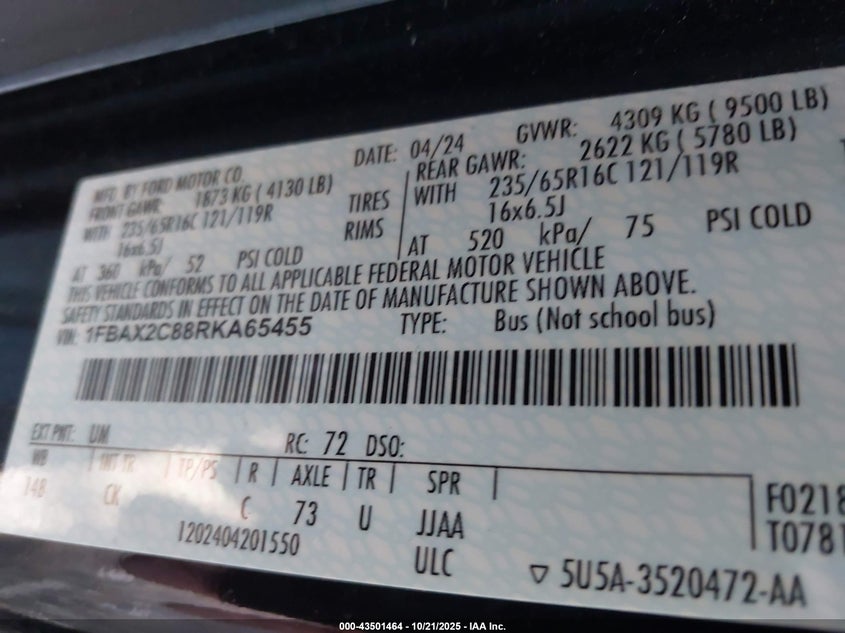 MFD. BY FORD MOTOR CO. DATE: 04/24 GVWR: 4309 KG ( 9500 LB)
FRONT GAWR: 1873 KG ( 4130 LB) REAR GAWR: 2622 KG ( 5780 LB)
WITH 235/65R16C 121/119R TIRES WITH 235/65R16C 121/119R
16x6.5J RIMS 16x6.5J
AT 360 kPa/ 52 PSI COLD AT 520 kPa/ 75 PSI COLD
THIS VEHICLE CONFORMS TO ALL APPLICABLE FEDERAL MOTOR VEHICLE
SAFETY STANDARDS IN EFFECT ON THE DATE OF MANUFACTURE SHOWN ABOVE.
VIN: 1FBAX2C88RKA65455 TYPE: Bus (Not school bus)
EXT PNT: UM RC: 72 DSO:
WB INT TR TP/PS R AXLE TR SPR
148 CK C 73 U JJAA
F0218
T0781
1202404201550 ULC ▽ 5U5A-3520472-AA
000-43501464 - 10/21/2025 - IAA Inc.